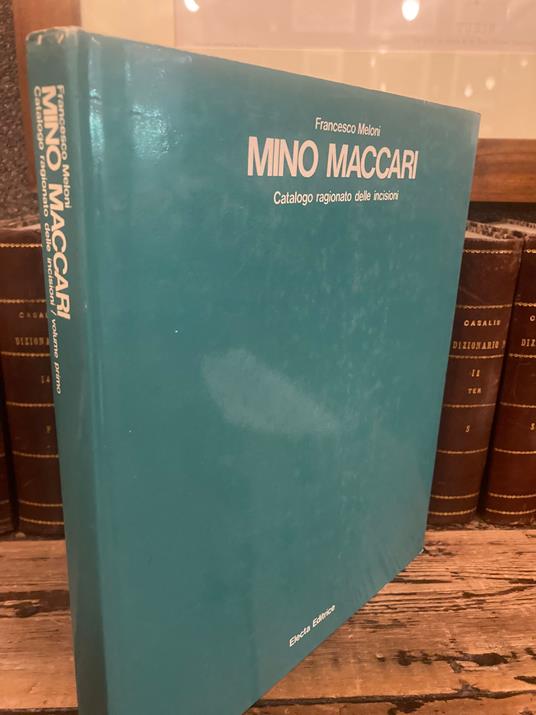 Francesco Meloni
MINO MACCARI
Catalogo ragionato delle incisioni
Electa Editrice
Francesco Meloni
MINO MACCARI
Catalogo ragionato delle incisioni / volume primo
DIZIONARIO
14
CASALIS
DIZIONARIO
12
TER
S